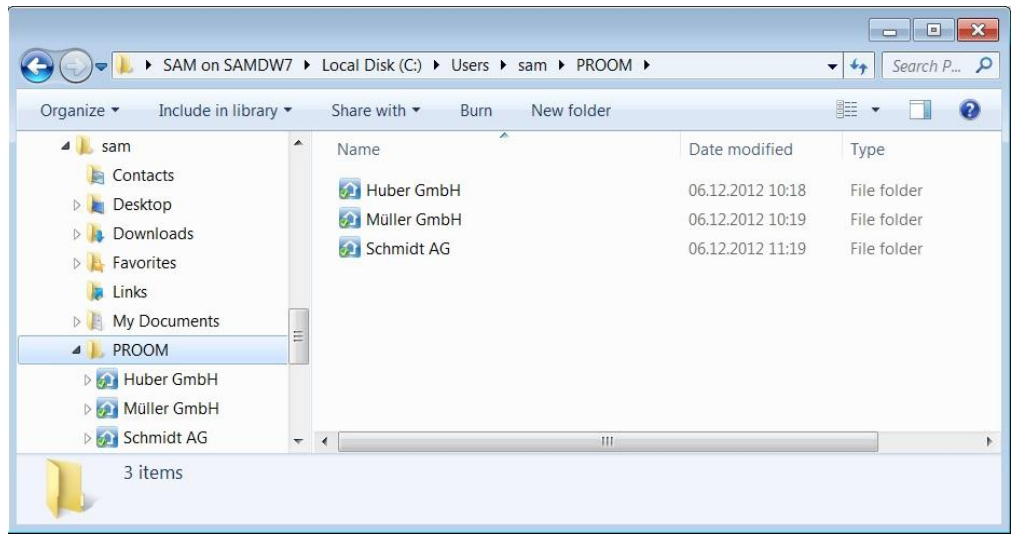 SAM on SAMDW7 Local Disk (C:) Users sam PROOM Search P...
Organize Include in library Share with Burn New folder
sam
Contacts
Desktop
Downloads
Favorites
Links
My Documents
PROOM
Huber GmbH
Müller GmbH
Schmidt AG
Name Date modified Type
Huber GmbH 06.12.2012 10:18 File folder
Müller GmbH 06.12.2012 10:19 File folder
Schmidt AG 06.12.2012 11:19 File folder
3 items